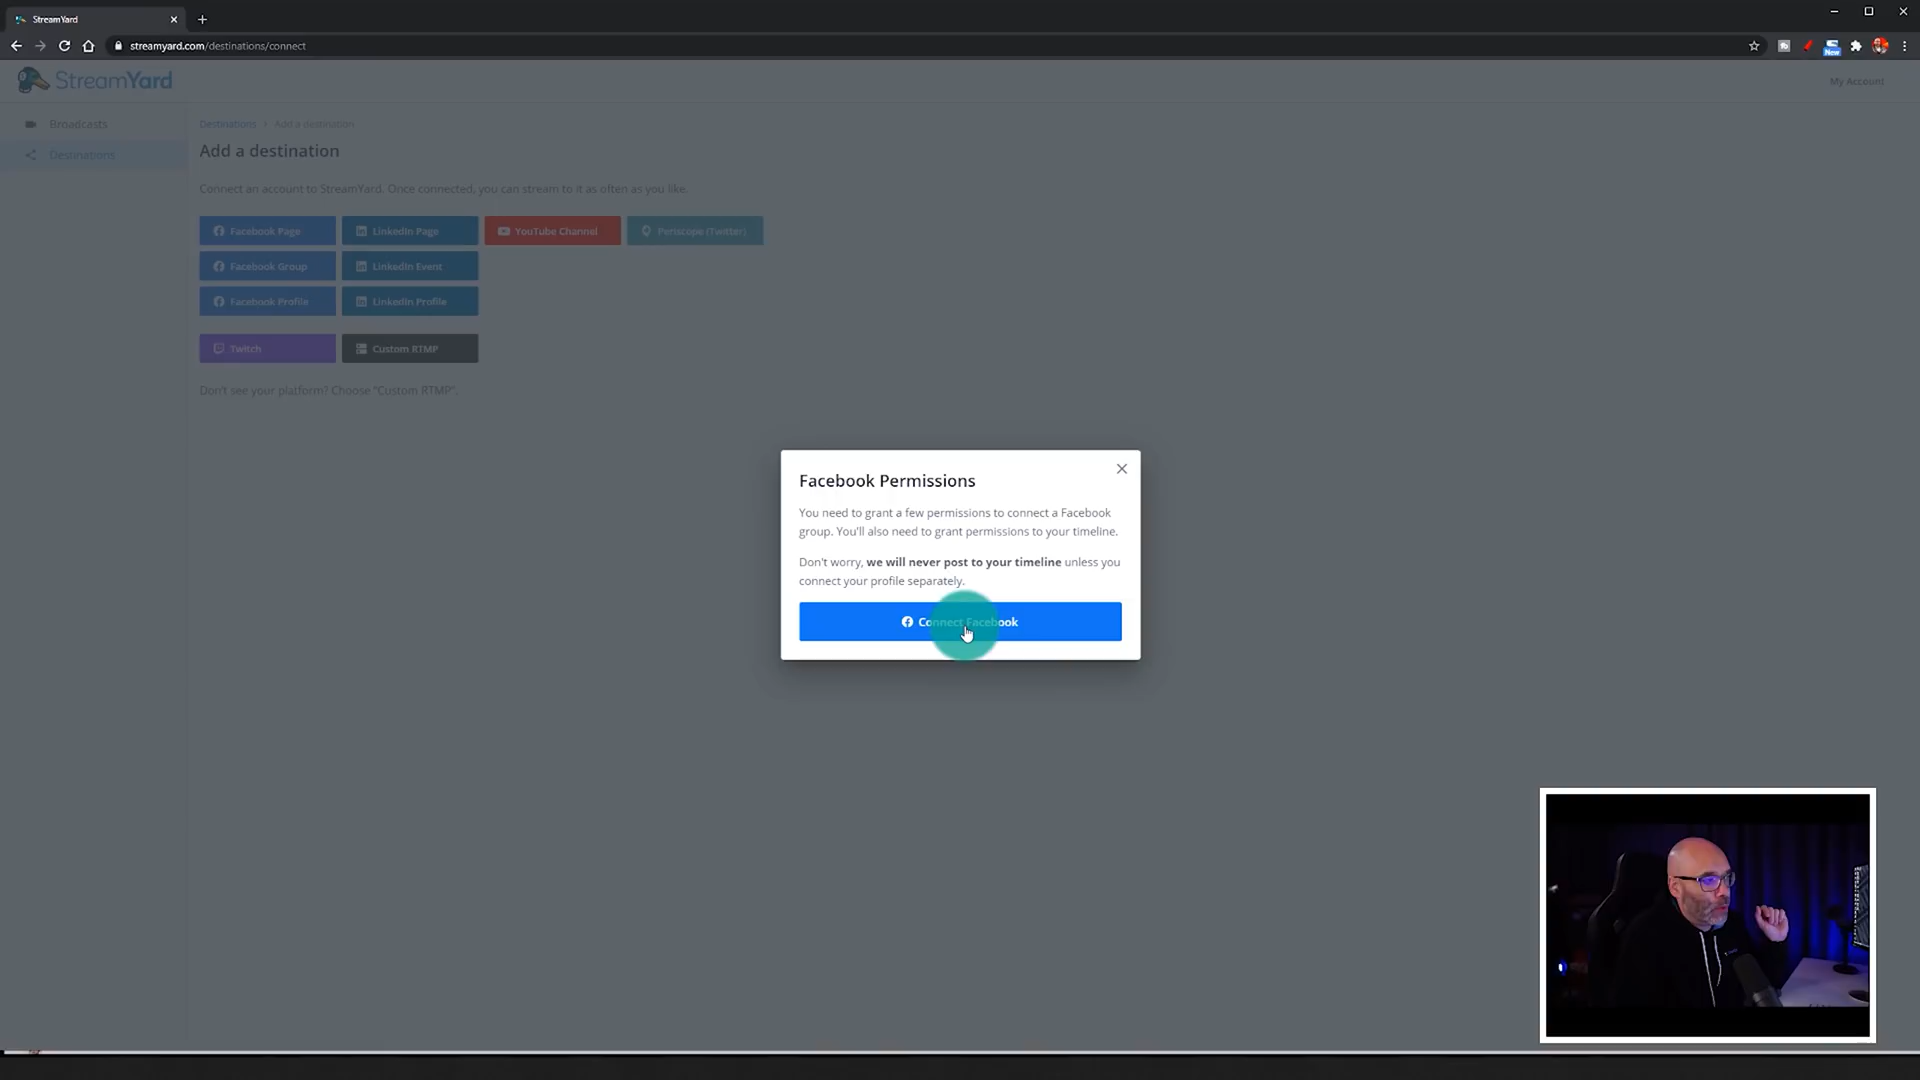 StreamYard
streamyard.com/destinations/connect
New
StreamYard
My Account
Broadcasts
Destinations
Destinations > Add a destination
Add a destination
Connect an account to StreamYard. Once connected, you can stream to it as often as you like.
Facebook Page
LinkedIn Page
YouTube Channel
Periscope (Twitter)
Facebook Group
LinkedIn Event
Facebook Profile
LinkedIn Profile
Twitch
Custom RTMP
Don't see your platform? Choose "Custom RTMP".
Facebook Permissions
You need to grant a few permissions to connect a Facebook
group. You'll also need to grant permissions to your timeline.
Don't worry, we will never post to your timeline unless you
connect your profile separately.
Connect Facebook